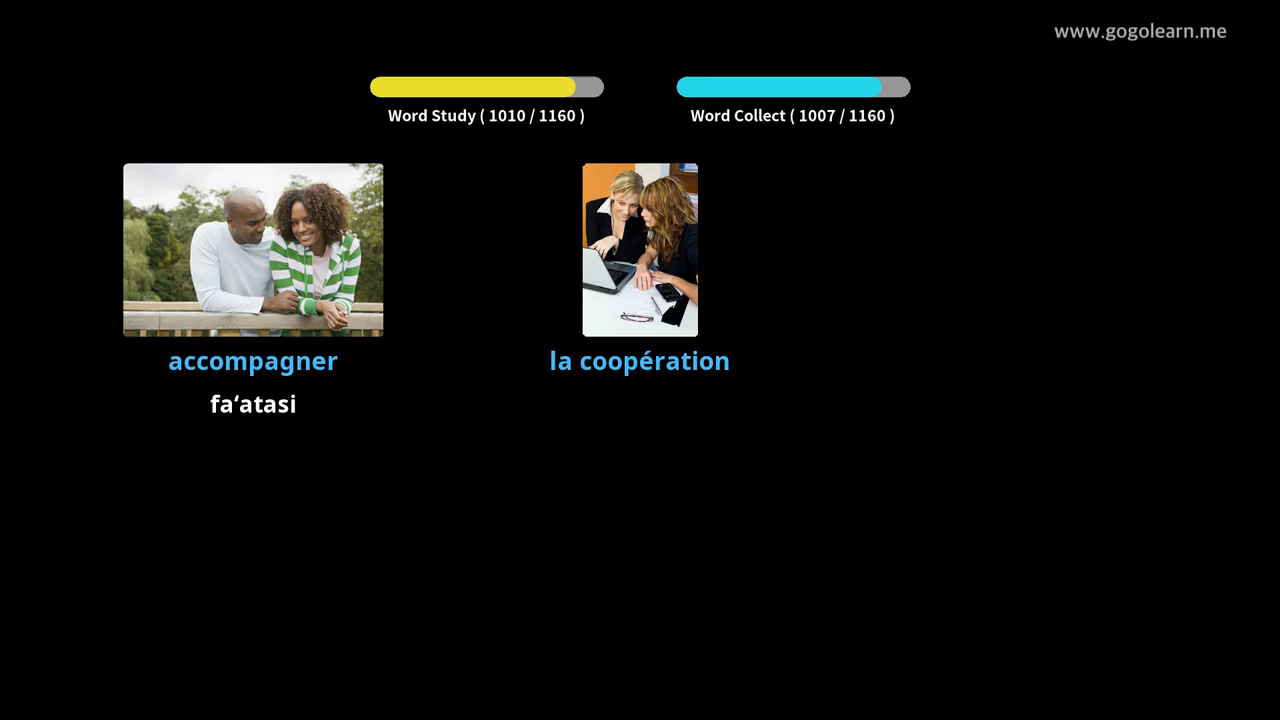 www.gogolearn.me
Word Study ( 1010 / 1160 )
Word Collect ( 1007 / 1160 )
accompagner
la coopération
fa‘atasi